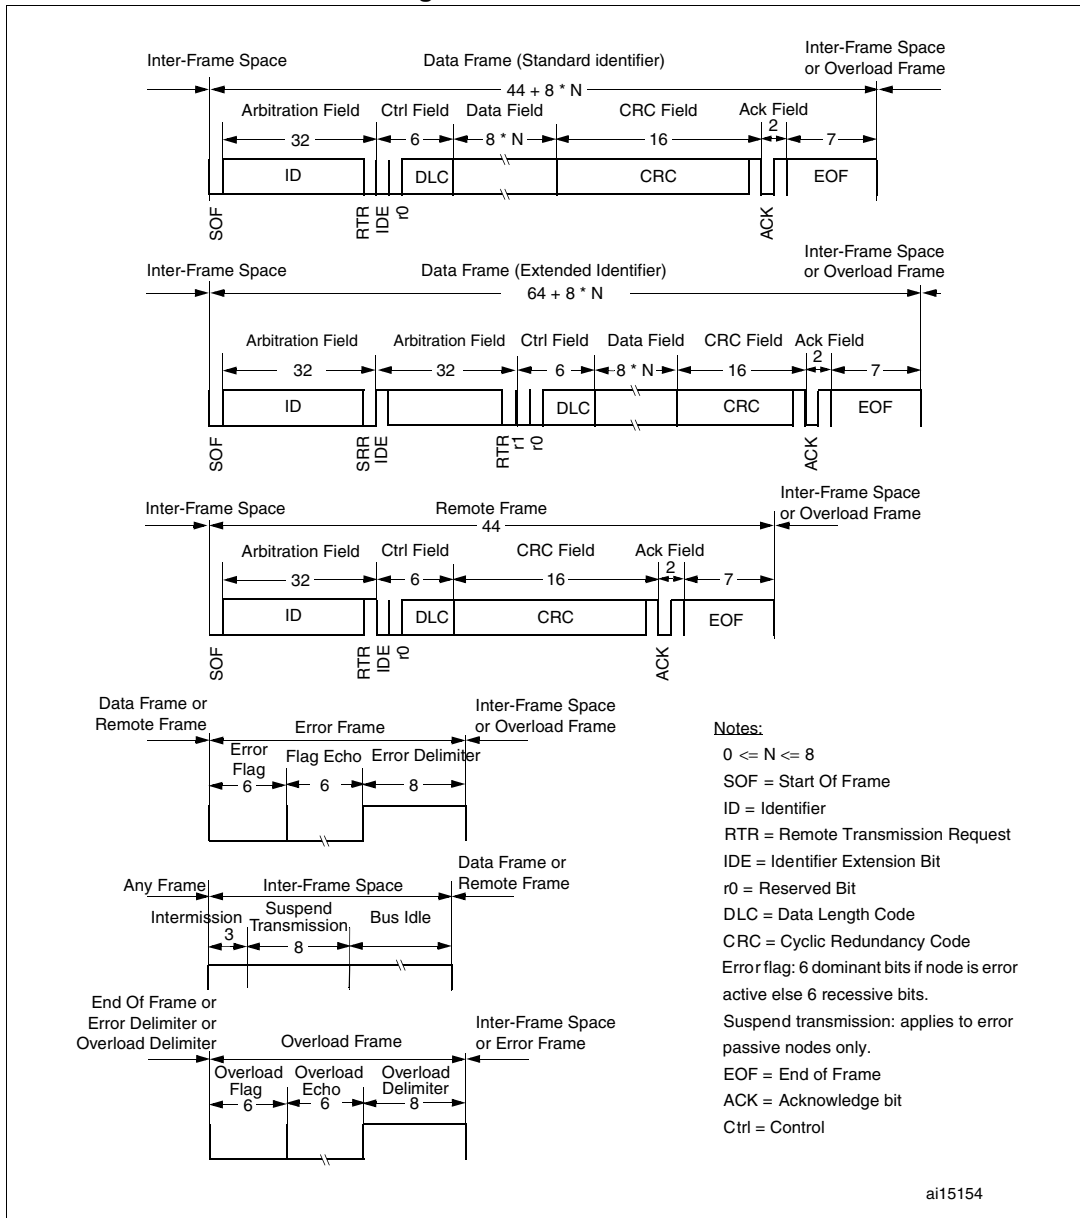 Inter-Frame Space
Data Frame (Standard identifier)
Inter-Frame Space
or Overload Frame
44 + 8 * N
Arbitration Field
Ctrl Field
Data Field
CRC Field
Ack Field
32
6
8 * N
16
2
7
ID
DLC
CRC
EOF
SOF
RTR
IDE
r0
ACK
Inter-Frame Space
Data Frame (Extended Identifier)
Inter-Frame Space
or Overload Frame
64 + 8 * N
Arbitration Field
Arbitration Field
Ctrl Field
Data Field
CRC Field
Ack Field
32
32
6
8 * N
16
2
7
ID
DLC
CRC
EOF
SOF
SRR
IDE
RTR
r1
r0
ACK
Inter-Frame Space
Remote Frame
Inter-Frame Space
or Overload Frame
44
Arbitration Field
Ctrl Field
CRC Field
Ack Field
32
6
16
2
7
ID
DLC
CRC
EOF
SOF
RTR
IDE
r0
ACK
Data Frame or
Remote Frame
Error Frame
Inter-Frame Space
or Overload Frame
Error
Flag
Flag Echo
Error Delimiter
6
6
8
Any Frame
Inter-Frame Space
Data Frame or
Remote Frame
Intermission
3
Suspend
Transmission
8
Bus Idle
End Of Frame or
Error Delimiter or
Overload Delimiter
Overload Frame
Inter-Frame Space
or Error Frame
Overload
Flag
Overload
Echo
Overload
Delimiter
6
6
8
Notes:
0 <= N <= 8
SOF = Start Of Frame
ID = Identifier
RTR = Remote Transmission Request
IDE = Identifier Extension Bit
r0 = Reserved Bit
DLC = Data Length Code
CRC = Cyclic Redundancy Code
Error flag: 6 dominant bits if node is error
active else 6 recessive bits.
Suspend transmission: applies to error
passive nodes only.
EOF = End of Frame
ACK = Acknowledge bit
Ctrl = Control
ai15154